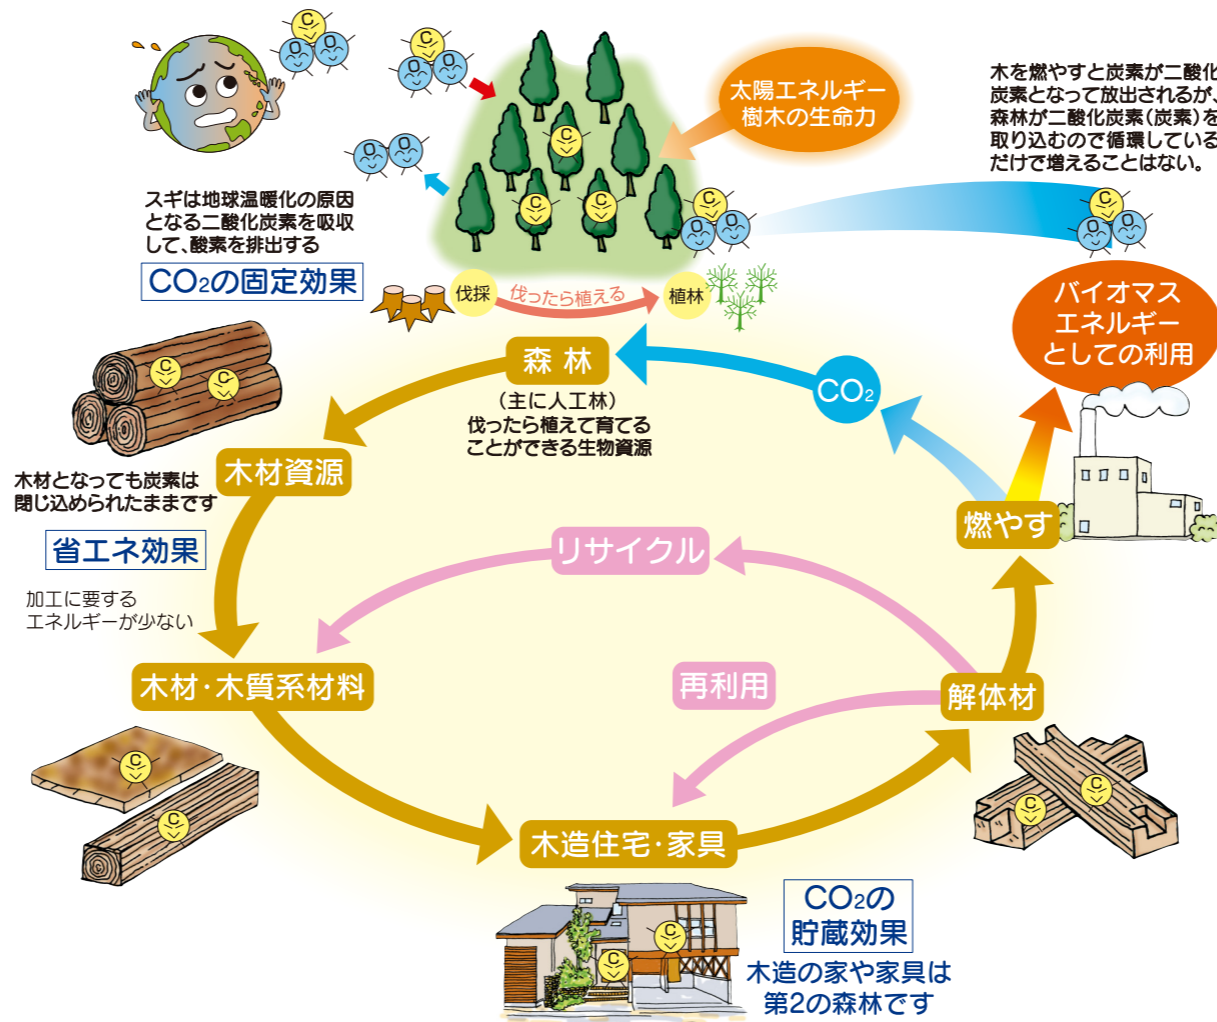 太陽エネルギー
樹木の生命力
木を燃やすと炭素が二酸化
炭素となって放出されるが、
森林が二酸化炭素(炭素)を
取り込むので循環している
だけで増えることはない。
スギは地球温暖化の原因
となる二酸化炭素を吸収
して、酸素を排出する
CO₂の固定効果
伐採
伐ったら植える
植林
バイオマス
エネルギー
としての利用
森林
(主に人工林)
伐ったら植えて育てる
ことができる生物資源
CO₂
木材資源
木材となっても炭素は
閉じ込められたままです
省エネ効果
加工に要する
エネルギーが少ない
燃やす
リサイクル
再利用
木材・木質系材料
解体材
木造住宅・家具
CO₂の
貯蔵効果
木造の家や家具は
第2の森林です
C
O O
C
O O
O O
C
C
C
C
O O
C
O O
C
C
C
C
C
C
C
C